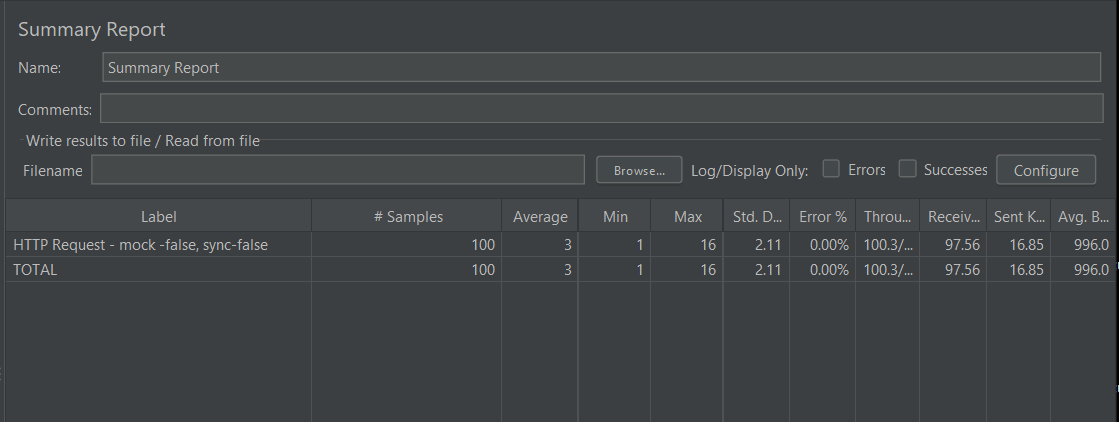 Summary Report
Name: Summary Report
Comments:
Write results to file / Read from file
Filename Browse... Log/Display Only: Errors Successes Configure
Label # Samples Average Min Max Std. D... Error % Throu... Receiv... Sent K... Avg. B...
HTTP Request - mock -false, sync-false 100 3 1 16 2.11 0.00% 100.3/... 97.56 16.85 996.0
TOTAL 100 3 1 16 2.11 0.00% 100.3/... 97.56 16.85 996.0